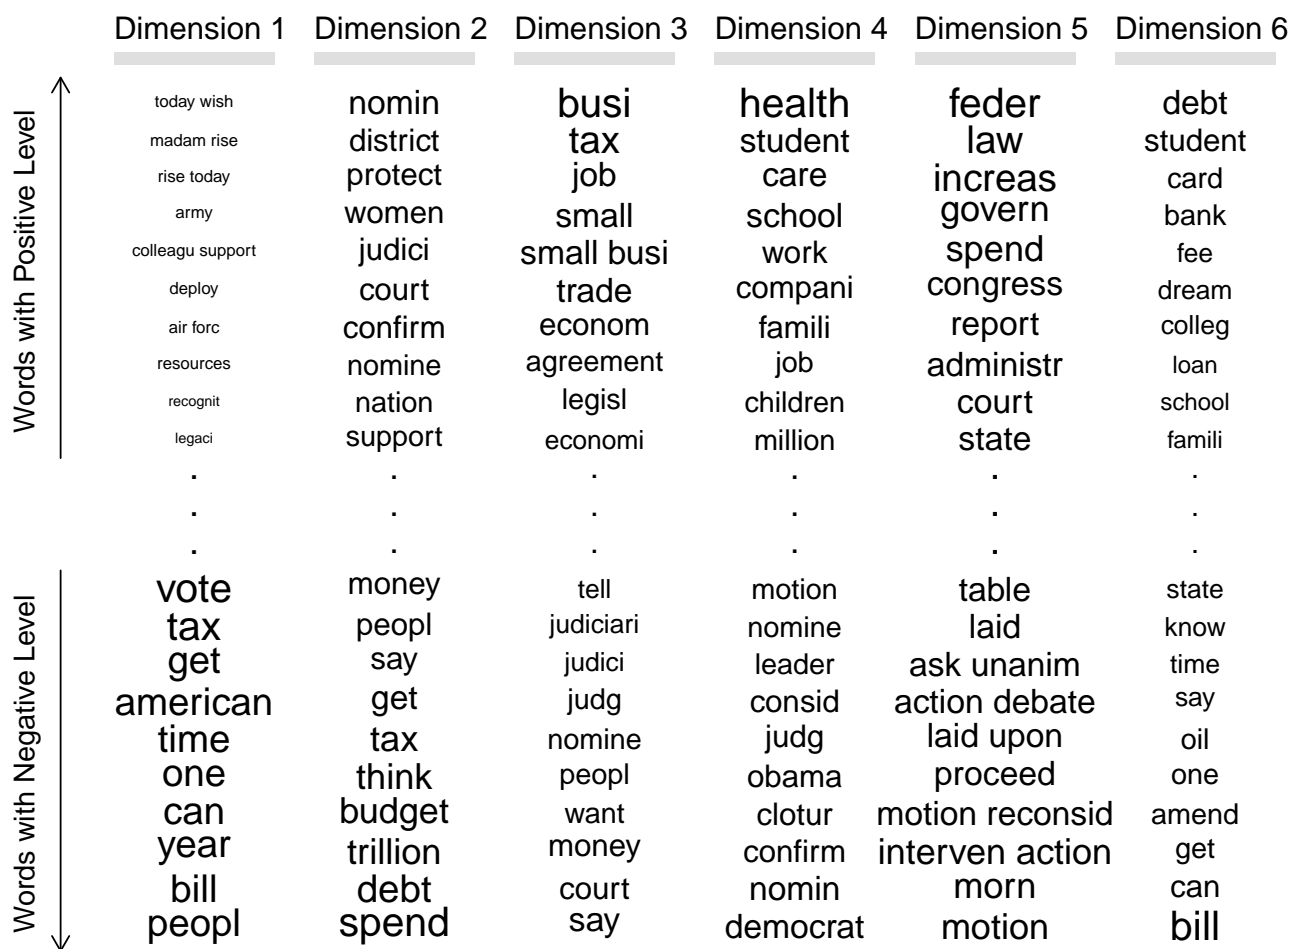 Dimension 1 Dimension 2 Dimension 3 Dimension 4 Dimension 5 Dimension 6
Words with Positive Level
today wish nomin busi health feder debt
madam rise district tax student law student
rise today protect job care increas card
army women small school govern bank
colleagu support judici small busi work spend fee
deploy court trade compani congress dream
air forc confirm econom famili report colleg
resources nomine agreement job administr loan
recognit nation legisl children court school
legaci support economi million state famili
. . . . . .
. . . . . .
. . . . . .
Words with Negative Level
vote money tell motion table state
tax peopl judiciari nomine laid know
get say judici leader ask unanim time
american get judg consid action debate say
time tax nomine judg laid upon oil
one think peopl obama proceed one
can budget want clotur motion reconsid amend
year trillion money confirm interven action get
bill debt court nomin morn can
peopl spend say democrat motion bill